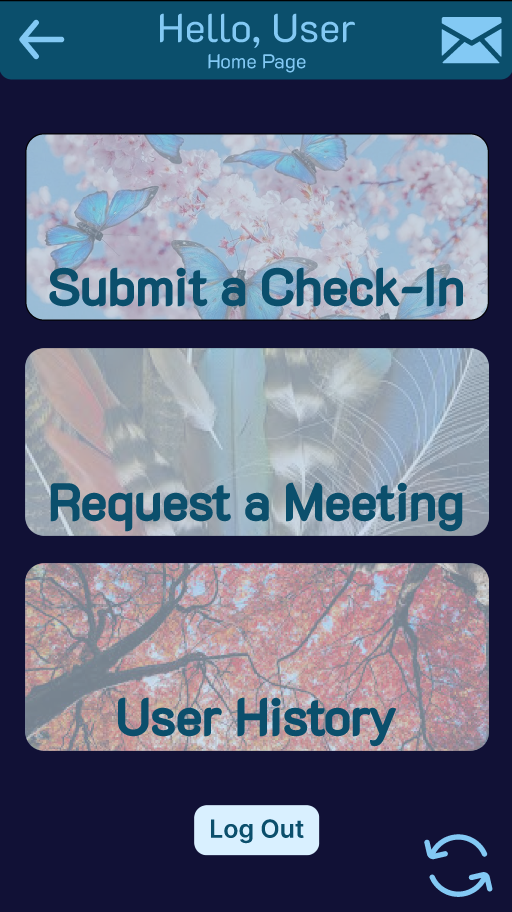 Hello, User
Home Page
Submit a Check-In
Request a Meeting
User History
Log Out